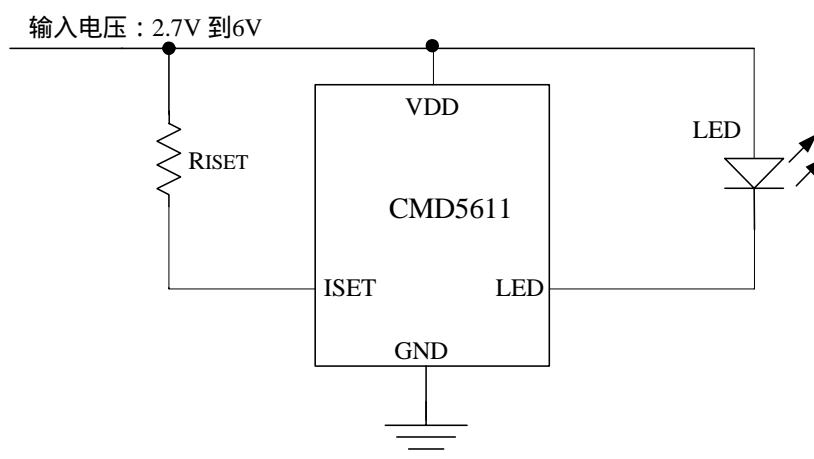 输入电压：2.7V 到6V
VDD
LED
RISET
CMD5611
ISET
LED
GND